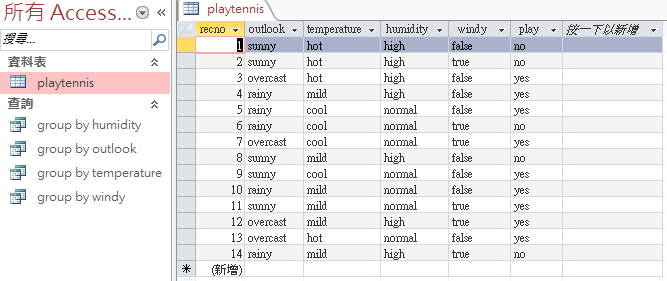 所有 Access...
搜尋...
資料表
playtennis
查詢
group by humidity
group by outlook
group by temperature
group by windy
playtennis
recno outlook temperature humidity windy play 按一下以新增
1 sunny hot high false no
2 sunny hot high true no
3 overcast hot high false yes
4 rainy mild high false yes
5 rainy cool normal false yes
6 rainy cool normal true no
7 overcast cool normal true yes
8 sunny mild high false no
9 sunny cool normal false yes
10 rainy mild normal false yes
11 sunny mild normal true yes
12 overcast mild high true yes
13 overcast hot normal false yes
14 rainy mild high true no
(新增)